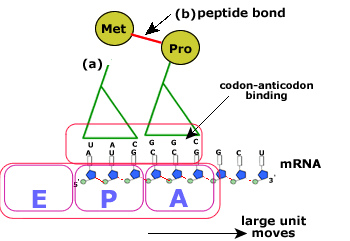 (b) peptide bond
Met
Pro
(a)
codon-anticodon
binding
U A C G G C
A U G C C G G C U
mRNA
5' 3'
E P A
large unit
moves